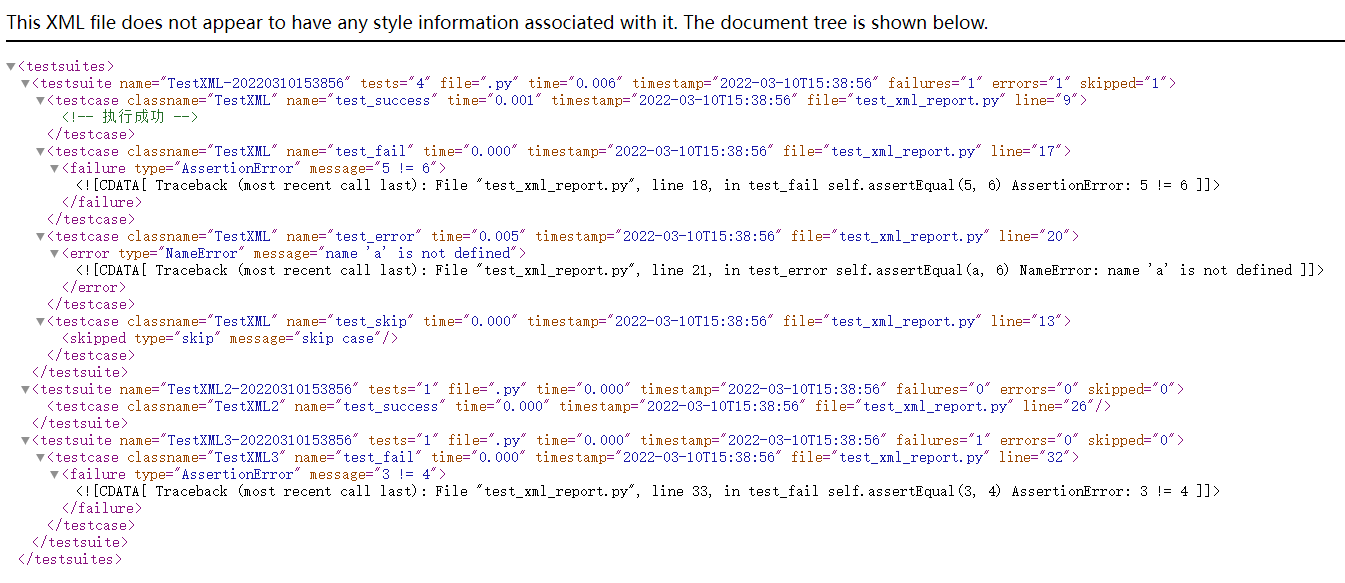 This XML file does not appear to have any style information associated with it. The document tree is shown below.
▼<testsuites>
▼<testsuite name="TestXML-20220310153856" tests="4" file=".py" time="0.006" timestamp="2022-03-10T15:38:56" failures="1" errors="1" skipped="1">
▼<testcase classname="TestXML" name="test_success" time="0.001" timestamp="2022-03-10T15:38:56" file="test_xml_report.py" line="9">
<!-- 执行成功 -->
</testcase>
▼<testcase classname="TestXML" name="test_fail" time="0.000" timestamp="2022-03-10T15:38:56" file="test_xml_report.py" line="17">
▼<failure type="AssertionError" message="5 != 6">
<![CDATA[ Traceback (most recent call last): File "test_xml_report.py", line 18, in test_fail self.assertEqual(5, 6) AssertionError: 5 != 6 ]]>
</failure>
</testcase>
▼<testcase classname="TestXML" name="test_error" time="0.005" timestamp="2022-03-10T15:38:56" file="test_xml_report.py" line="20">
▼<error type="NameError" message="name 'a' is not defined">
<![CDATA[ Traceback (most recent call last): File "test_xml_report.py", line 21, in test_error self.assertEqual(a, 6) NameError: name 'a' is not defined ]]>
</error>
</testcase>
▼<testcase classname="TestXML" name="test_skip" time="0.000" timestamp="2022-03-10T15:38:56" file="test_xml_report.py" line="13">
<skipped type="skip" message="skip case"/>
</testcase>
</testsuite>
▼<testsuite name="TestXML2-20220310153856" tests="1" file=".py" time="0.000" timestamp="2022-03-10T15:38:56" failures="0" errors="0" skipped="0">
<testcase classname="TestXML2" name="test_success" time="0.000" timestamp="2022-03-10T15:38:56" file="test_xml_report.py" line="26"/>
</testsuite>
▼<testsuite name="TestXML3-20220310153856" tests="1" file=".py" time="0.000" timestamp="2022-03-10T15:38:56" failures="1" errors="0" skipped="0">
▼<testcase classname="TestXML3" name="test_fail" time="0.000" timestamp="2022-03-10T15:38:56" file="test_xml_report.py" line="32">
▼<failure type="AssertionError" message="3 != 4">
<![CDATA[ Traceback (most recent call last): File "test_xml_report.py", line 33, in test_fail self.assertEqual(3, 4) AssertionError: 3 != 4 ]]>
</failure>
</testcase>
</testsuite>
</testsuites>